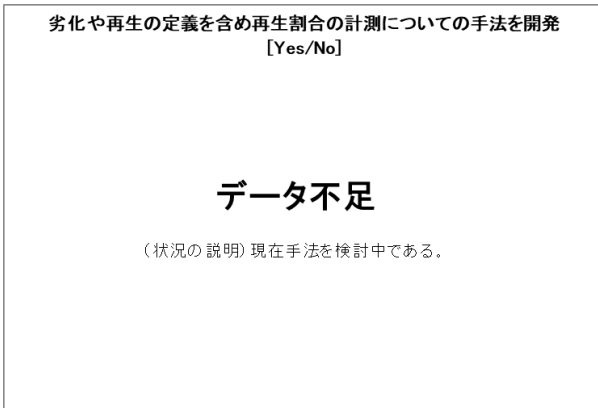 劣化や再生の定義を含め再生割合の計測についての手法を開発
[Yes/No]
データ不足
（状況の説明）現在手法を検討中である。